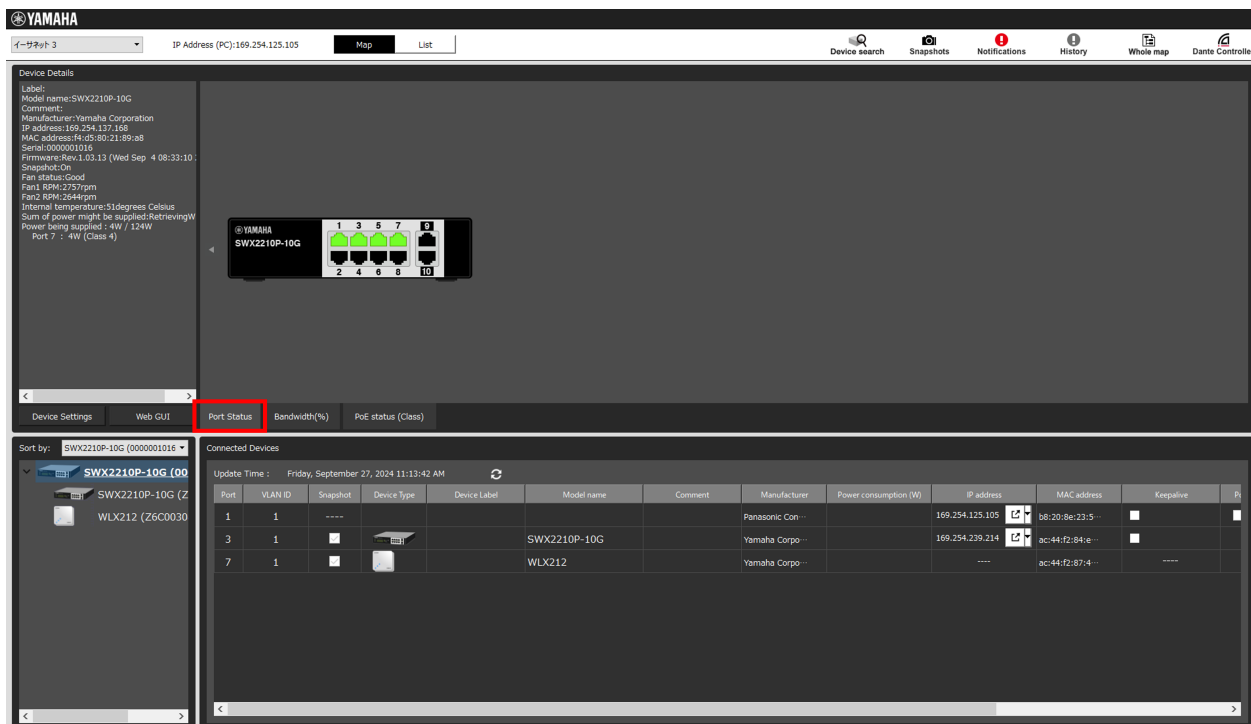 YAMAHA
イーサネット 3 IP Address (PC):169.254.125.105 Map List Device search Snapshots Notifications History Whole map Dante Controlle
Device Details
Label:
Model name:SWX2210P-10G
Comment:
Manufacturer:Yamaha Corporation
IP address:169.254.137.168
MAC address:f4:d5:80:21:89:a8
Serial:0000001016
Firmware:Rev.1.03.13 (Wed Sep 4 08:33:10
Snapshot:On
Fan status:Good
Fan1 RPM:2757rpm
Fan2 RPM:2644rpm
Internal temperature:51degrees Celsius
Sum of power might be supplied:RetrievingW
Power being supplied : 4W / 124W
Port 7 : 4W (Class 4)
YAMAHA
SWX2210P-10G
1 3 5 7 9
2 4 6 8 10
Device Settings Web GUI Port Status Bandwidth(%) PoE status (Class)
Sort by: SWX2210P-10G (0000001016
SWX2210P-10G (00
SWX2210P-10G (Z
WLX212 (Z6C0030
Connected Devices
Update Time : Friday, September 27, 2024 11:13:42 AM
Port VLAN ID Snapshot Device Type Device Label Model name Comment Manufacturer Power consumption (W) IP address MAC address Keepalive
1 1 ---- Panasonic Con··· 169.254.125.105 b8:20:8e:23:5···
3 1 SWX2210P-10G Yamaha Corpo··· 169.254.239.214 ac:44:f2:84:e···
7 1 WLX212 Yamaha Corpo··· ---- ac:44:f2:87:4··· ----